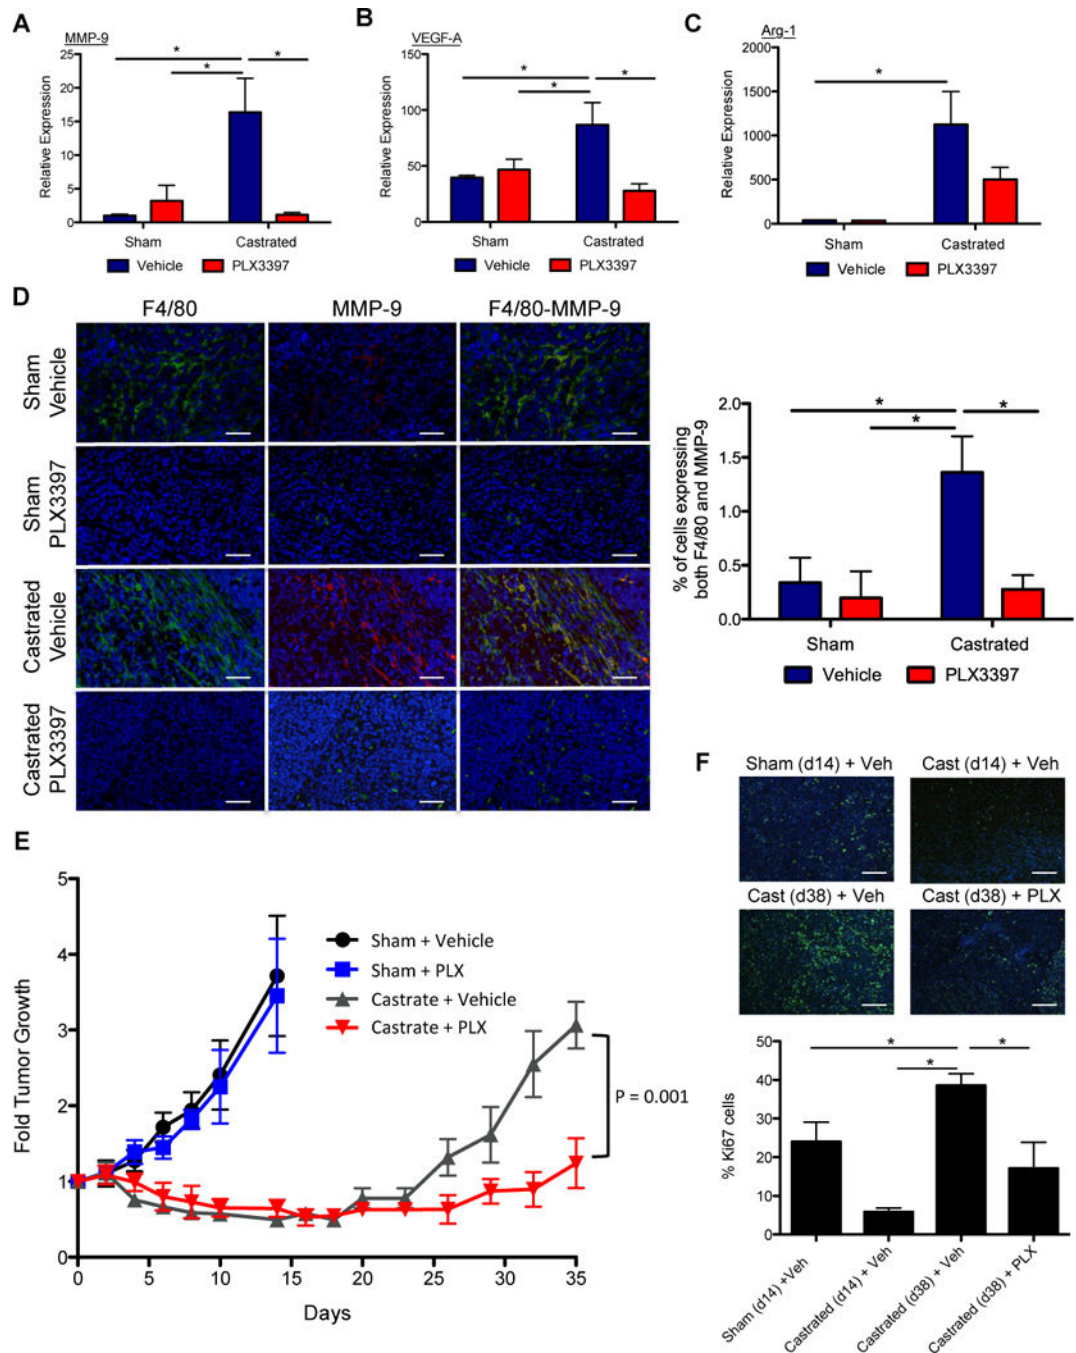 A
MMP-9
25
20
15
10
5
0
Relative Expression
*
*
*
Sham
Castrated
Vehicle
PLX3397
B
VEGF-A
150
100
50
0
Relative Expression
*
*
*
Sham
Castrated
Vehicle
PLX3397
C
Arg-1
2000
1500
1000
500
0
Relative Expression
*
Sham
Castrated
Vehicle
PLX3397
D
F4/80
MMP-9
F4/80-MMP-9
Sham
Vehicle
Sham
PLX3397
Castrated
Vehicle
Castrated
PLX3397
% of cells expressing
both F4/80 and MMP-9
2.0
1.5
1.0
0.5
0.0
*
*
*
Sham
Castrated
Vehicle
PLX3397
E
Fold Tumor Growth
5
4
3
2
1
0
Sham + Vehicle
Sham + PLX
Castrate + Vehicle
Castrate + PLX
P = 0.001
0
5
10
15
20
25
30
35
Days
F
Sham (d14) + Veh
Cast (d14) + Veh
Cast (d38) + Veh
Cast (d38) + PLX
% Ki67 cells
50
40
30
20
10
0
*
*
*
Sham (d14) +Veh
Castrated (d14) + Veh
Castrated (d38) + Veh
Castrated (d38) + PLX